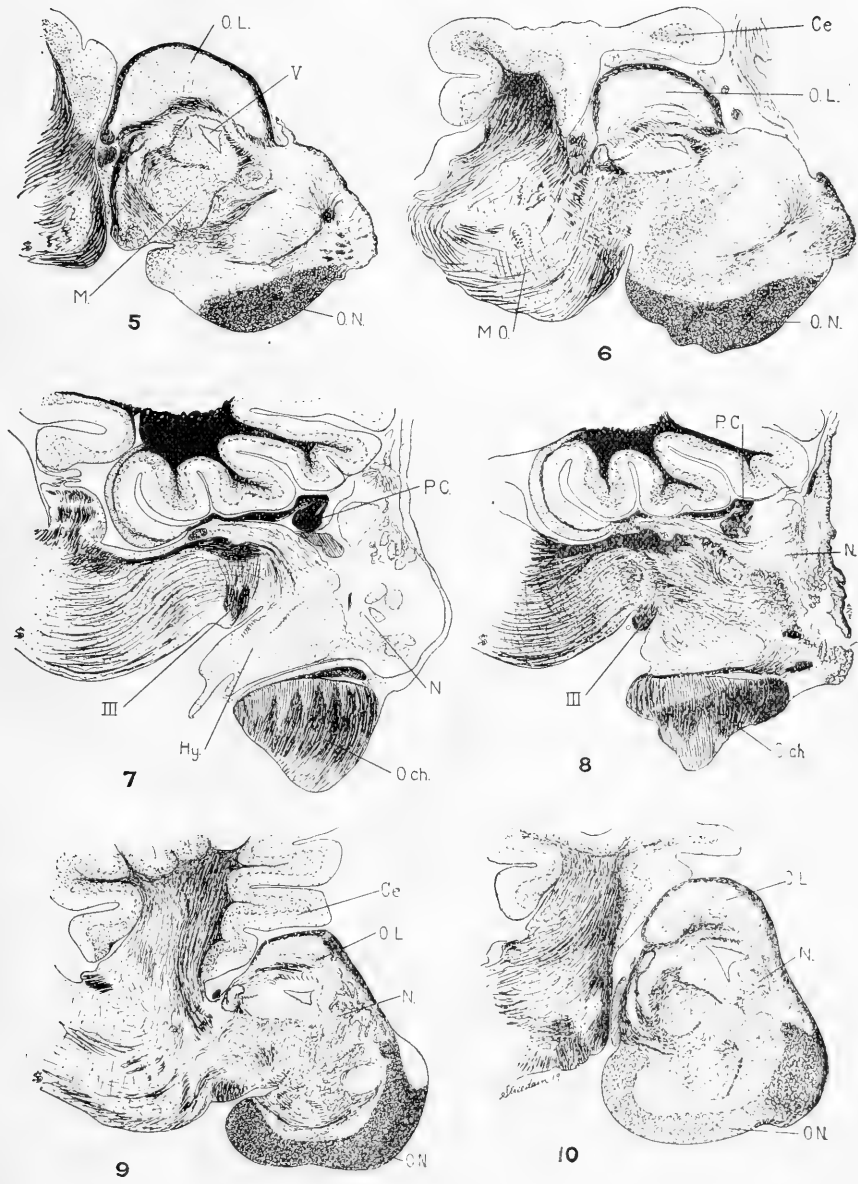 O.L.
V
M.
O.N.
5
Ce
O.L.
M.O.
O.N.
6
P.C.
III
Hy.
N
O.ch.
7
P.C.
N.
III
O.ch
8
Ce
O.L
N.
O.N
9
O.L.
N.
O.N.
10